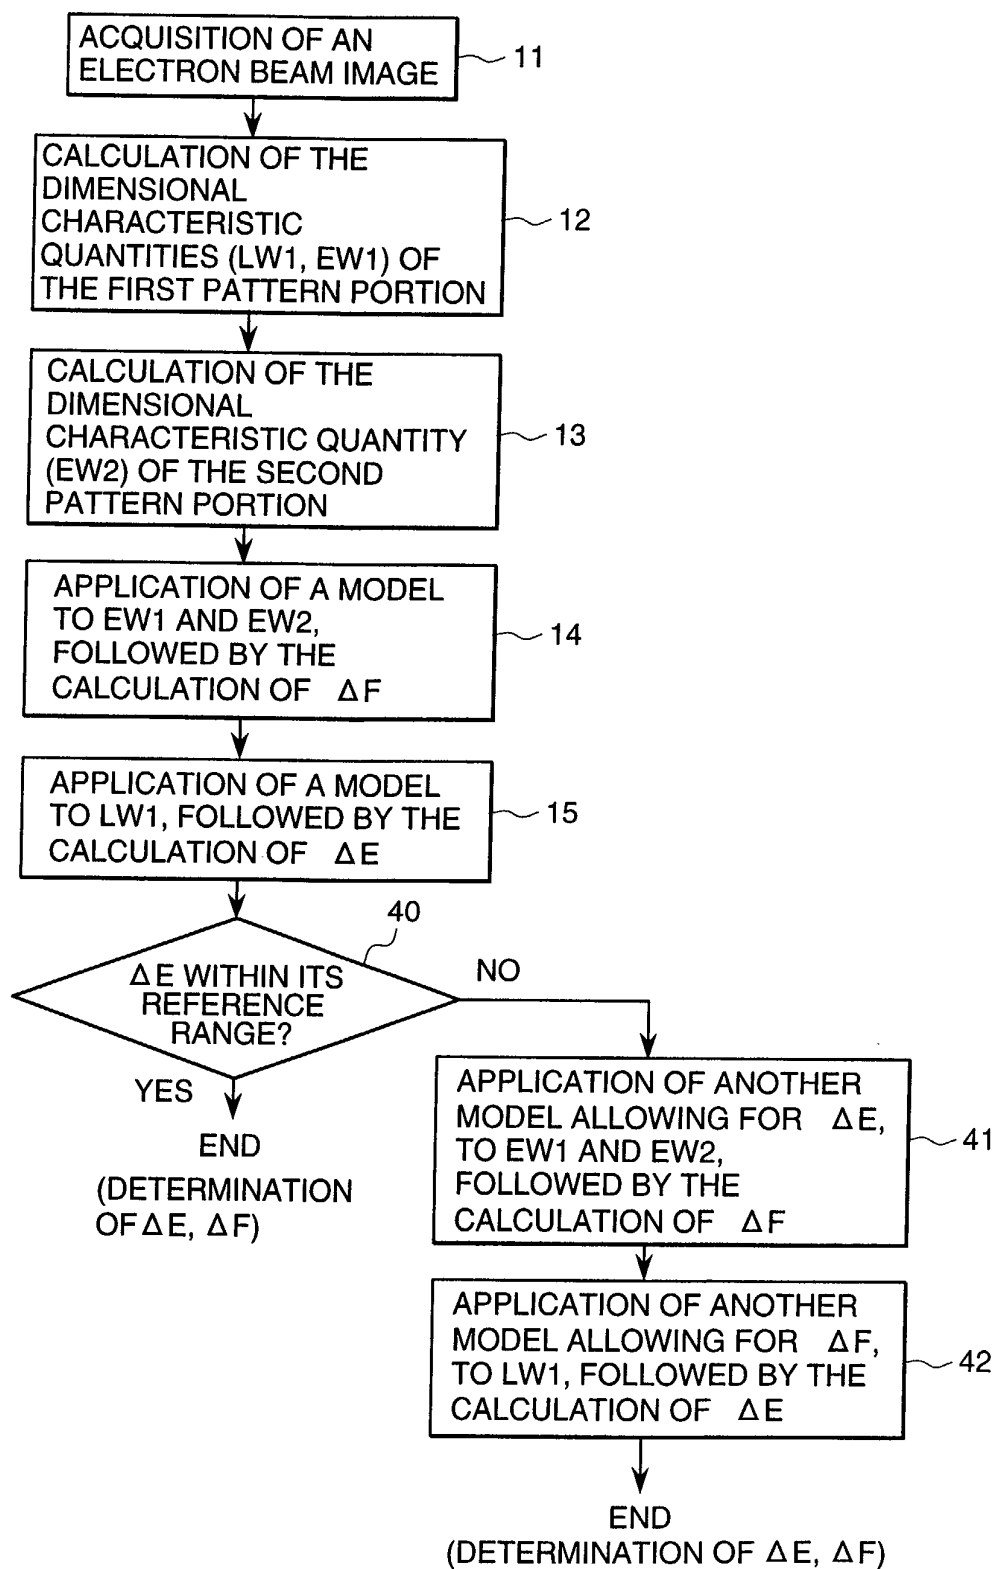 ACQUISITION OF AN
ELECTRON BEAM IMAGE
11
CALCULATION OF THE
DIMENSIONAL
CHARACTERISTIC
QUANTITIES (LW1, EW1) OF
THE FIRST PATTERN PORTION
12
CALCULATION OF THE
DIMENSIONAL
CHARACTERISTIC QUANTITY
(EW2) OF THE SECOND
PATTERN PORTION
13
APPLICATION OF A MODEL
TO EW1 AND EW2,
FOLLOWED BY THE
CALCULATION OF ΔF
14
APPLICATION OF A MODEL
TO LW1, FOLLOWED BY THE
CALCULATION OF ΔE
15
40
ΔE WITHIN ITS
REFERENCE
RANGE?
NO
YES
END
(DETERMINATION
OF ΔE, ΔF)
APPLICATION OF ANOTHER
MODEL ALLOWING FOR ΔE,
TO EW1 AND EW2,
FOLLOWED BY THE
CALCULATION OF ΔF
41
APPLICATION OF ANOTHER
MODEL ALLOWING FOR ΔF,
TO LW1, FOLLOWED BY THE
CALCULATION OF ΔE
42
END
(DETERMINATION OF ΔE, ΔF)